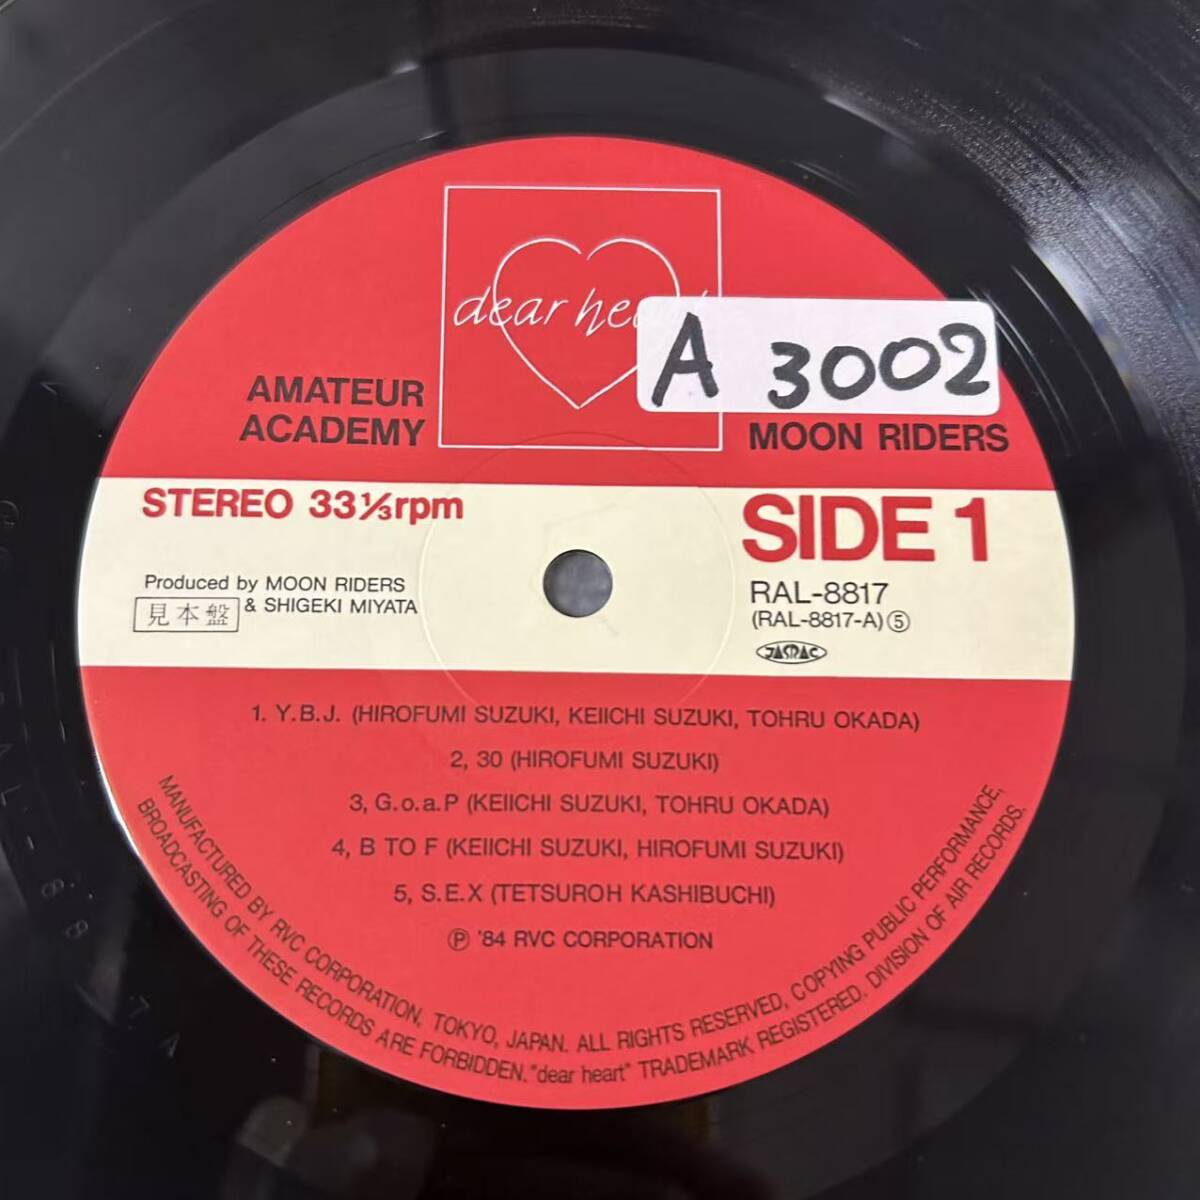 dear hea
A 3002
AMATEUR
ACADEMY
MOON RIDERS
STEREO 33⅓rpm
SIDE 1
Produced by MOON RIDERS
& SHIGEKI MIYATA
見本盤
RAL-8817
(RAL-8817-A)⑤
JASRAC
1. Y.B.J. (HIROFUMI SUZUKI, KEIICHI SUZUKI, TOHRU OKADA)
2, 30 (HIROFUMI SUZUKI)
3, G.o.a.P (KEIICHI SUZUKI, TOHRU OKADA)
4, B TO F (KEIICHI SUZUKI, HIROFUMI SUZUKI)
5, S.E.X (TETSUROH KASHIBUCHI)
Ⓟ '84 RVC CORPORATION
MANUFACTURED BY RVC CORPORATION, TOKYO, JAPAN. ALL RIGHTS RESERVED, COPYING PUBLIC PERFORMANCE,
BROADCASTING OF THESE RECORDS ARE FORBIDDEN. "dear heart" TRADEMARK REGISTERED. DIVISION OF AIR RECORDS.